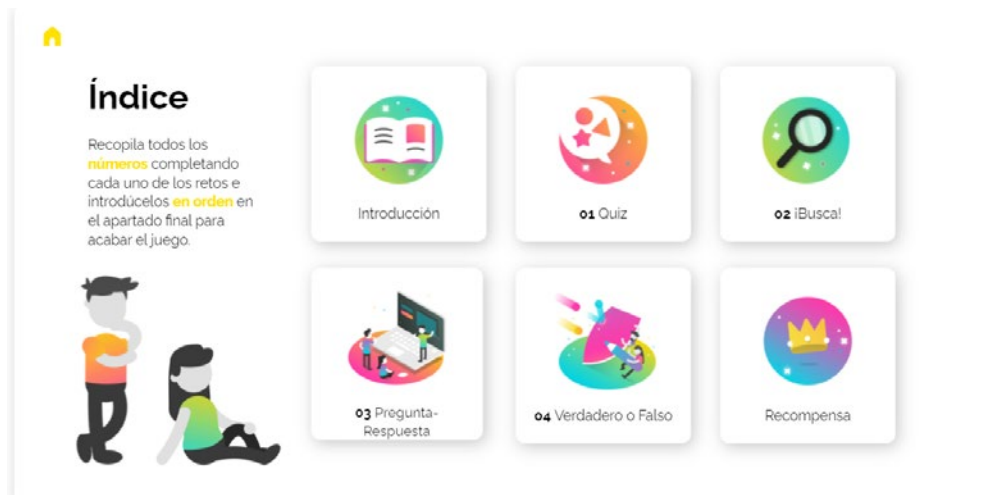 Índice
Recopila todos los
números completando
cada uno de los retos e
introdúcelos en orden en
el apartado final para
acabar el juego.
Introducción
01 Quiz
02 ¡Busca!
03 Pregunta-
Respuesta
04 Verdadero o Falso
Recompensa